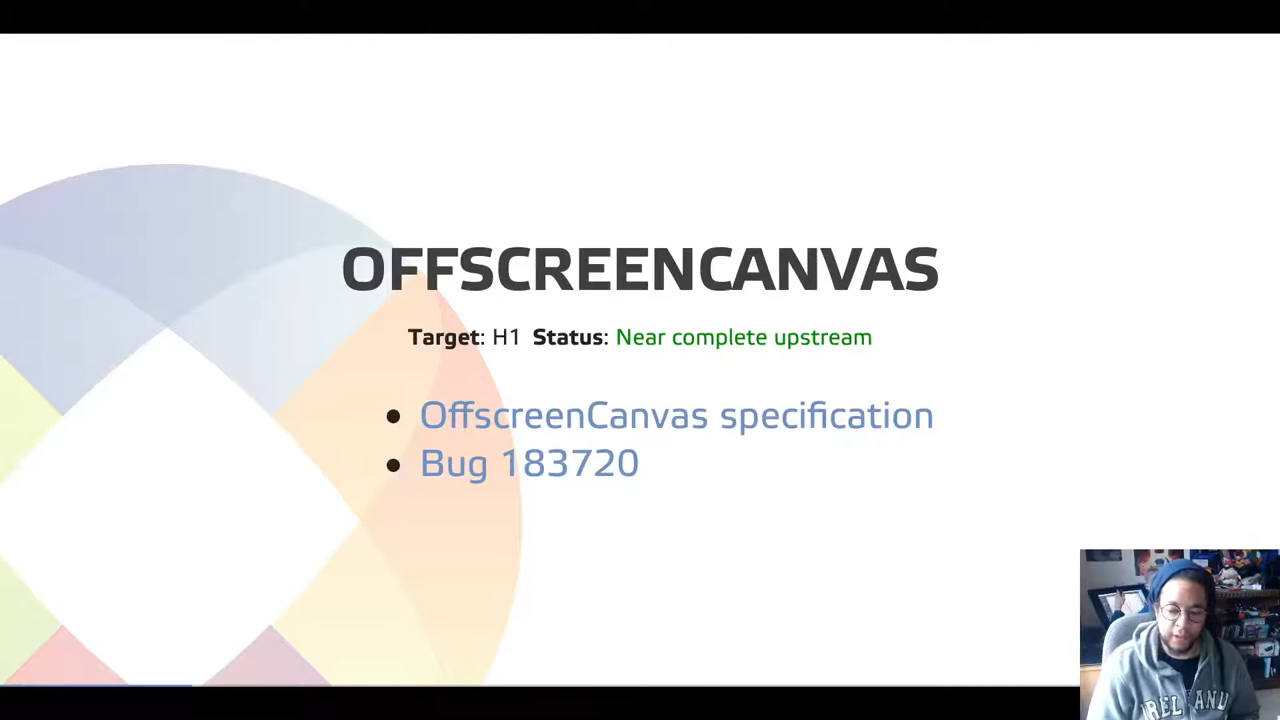 OFFSCREENCANVAS
Target: H1 Status: Near complete upstream
OffscreenCanvas specification
Bug 183720